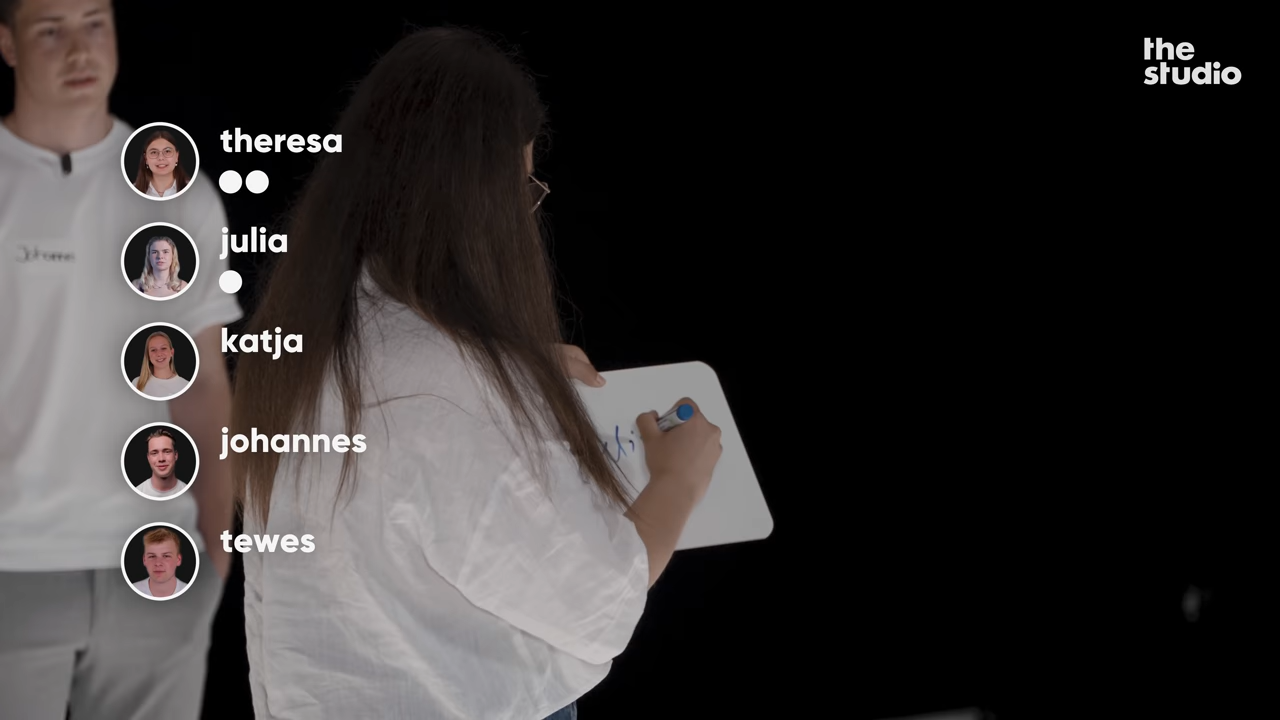 the
studio
theresa
julia
katja
johannes
tewes